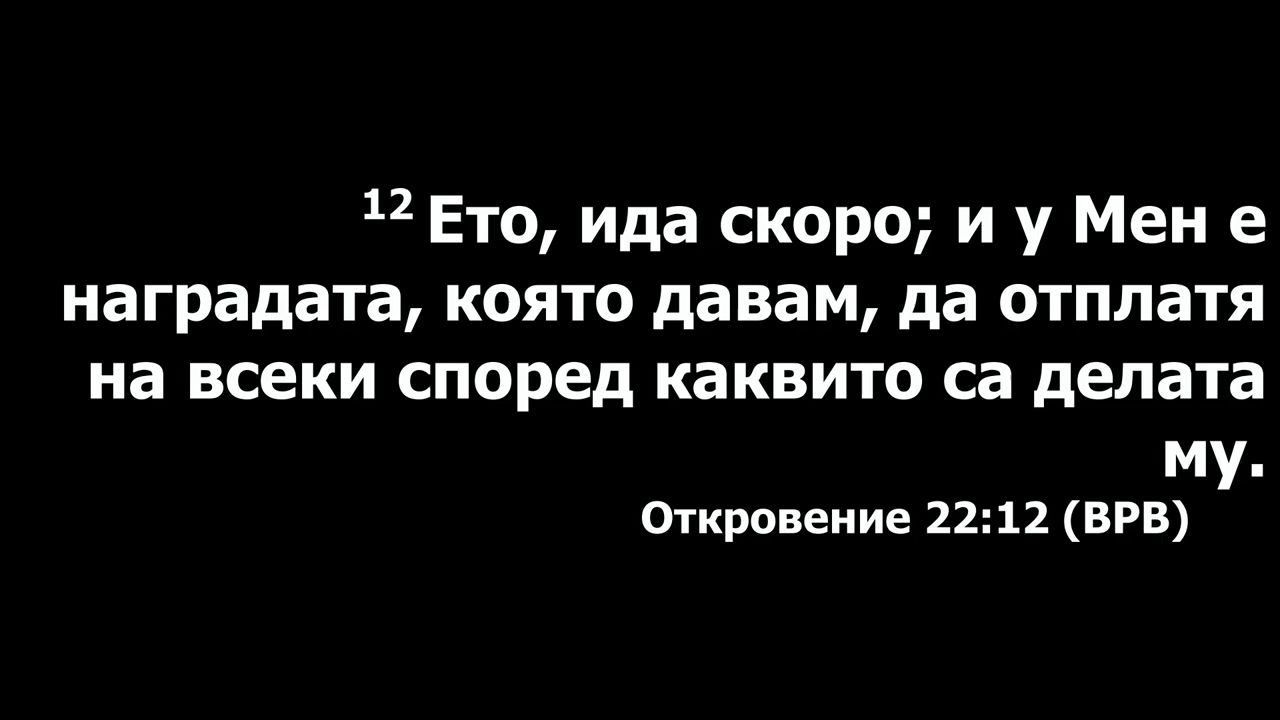 12 Ето, ида скоро; и у Мен е
наградата, която давам, да отплатя
на всеки според каквито са делата
му.
Откровение 22:12 (ВРВ)